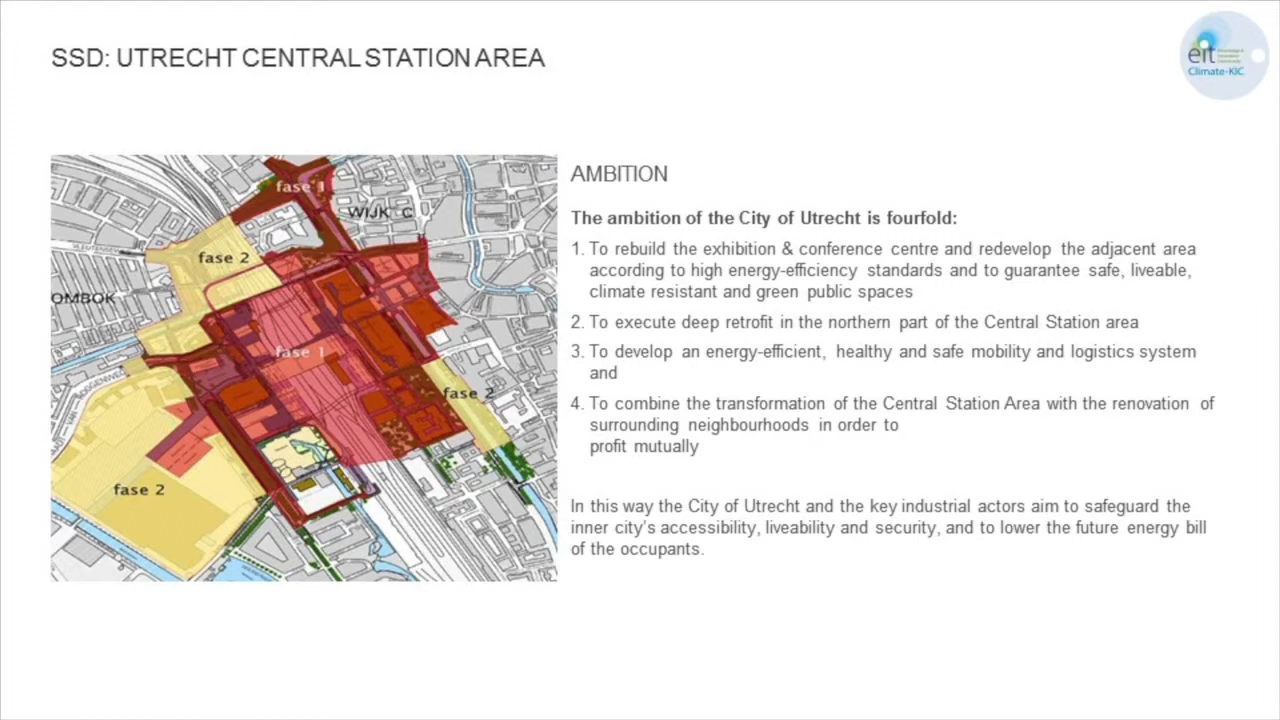 SSD: UTRECHT CENTRAL STATION AREA
eit
Climate-KIC
fase 1
WIJK C
fase 2
OMBOK
fase 1
fase 2
fase 2
AMBITION
The ambition of the City of Utrecht is fourfold:
1. To rebuild the exhibition & conference centre and redevelop the adjacent area
according to high energy-efficiency standards and to guarantee safe, liveable,
climate resistant and green public spaces
2. To execute deep retrofit in the northern part of the Central Station area
3. To develop an energy-efficient, healthy and safe mobility and logistics system
and
4. To combine the transformation of the Central Station Area with the renovation of
surrounding neighbourhoods in order to
profit mutually
In this way the City of Utrecht and the key industrial actors aim to safeguard the
inner city's accessibility, liveability and security, and to lower the future energy bill
of the occupants.